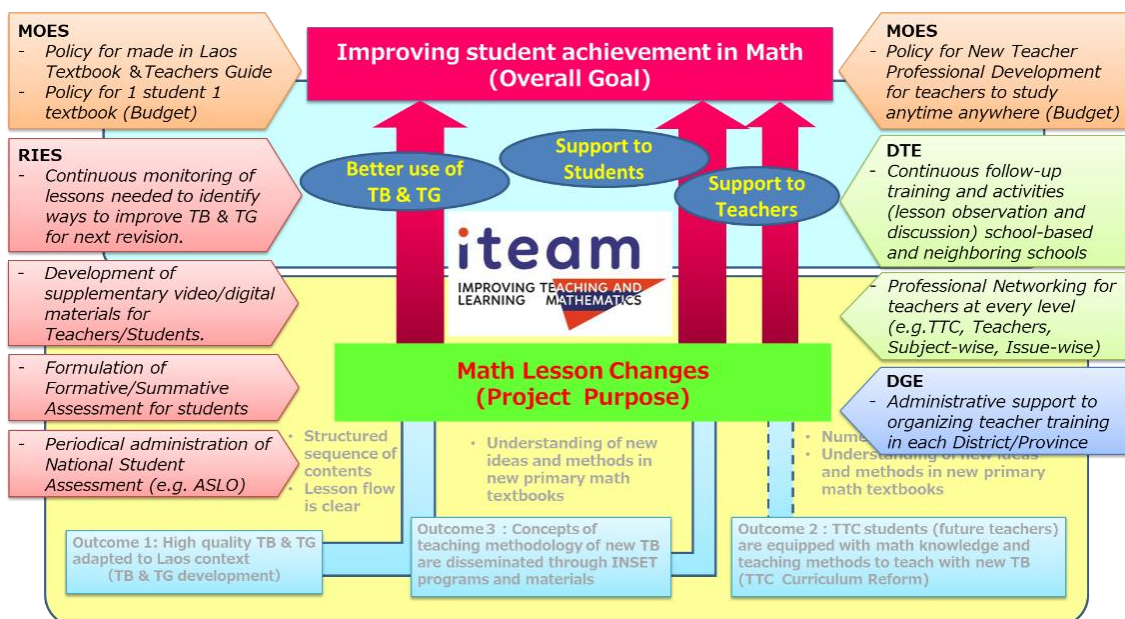 MOES
- Policy for made in Laos
Textbook &Teachers Guide
- Policy for 1 student 1
textbook (Budget)
RIES
- Continuous monitoring of
lessons needed to identify
ways to improve TB & TG
for next revision.
- Development of
supplementary video/digital
materials for
Teachers/Students.
- Formulation of
Formative/Summative
Assessment for students
- Periodical administration of
National Student
Assessment (e.g. ASLO)
Improving student achievement in Math
(Overall Goal)
Better use of
TB & TG
Support to
Students
Support to
Teachers
iteam
IMPROVING TEACHING AND
LEARNING MATHEMATICS
Math Lesson Changes
(Project Purpose)
• Structured
sequence of
contents
• Lesson flow
is clear
• Understanding of new
ideas and methods in
new primary math
textbooks
• Understanding of new ideas
and methods in new primary
math textbooks
Outcome 1: High quality TB & TG
adapted to Laos context
(TB & TG development)
Outcome 3 : Concepts of
teaching methodology of new TB
are disseminated through INSET
programs and materials
Outcome 2 : TTC students (future teachers)
are equipped with math knowledge and
teaching methods to teach with new TB
(TTC Curriculum Reform)
MOES
- Policy for New Teacher
Professional Development
for teachers to study
anytime anywhere (Budget)
DTE
- Continuous follow-up
training and activities
(lesson observation and
discussion) school-based
and neighboring schools
- Professional Networking for
teachers at every level
(e.g.TTC, Teachers,
Subject-wise, Issue-wise)
DGE
- Administrative support to
organizing teacher training
in each District/Province